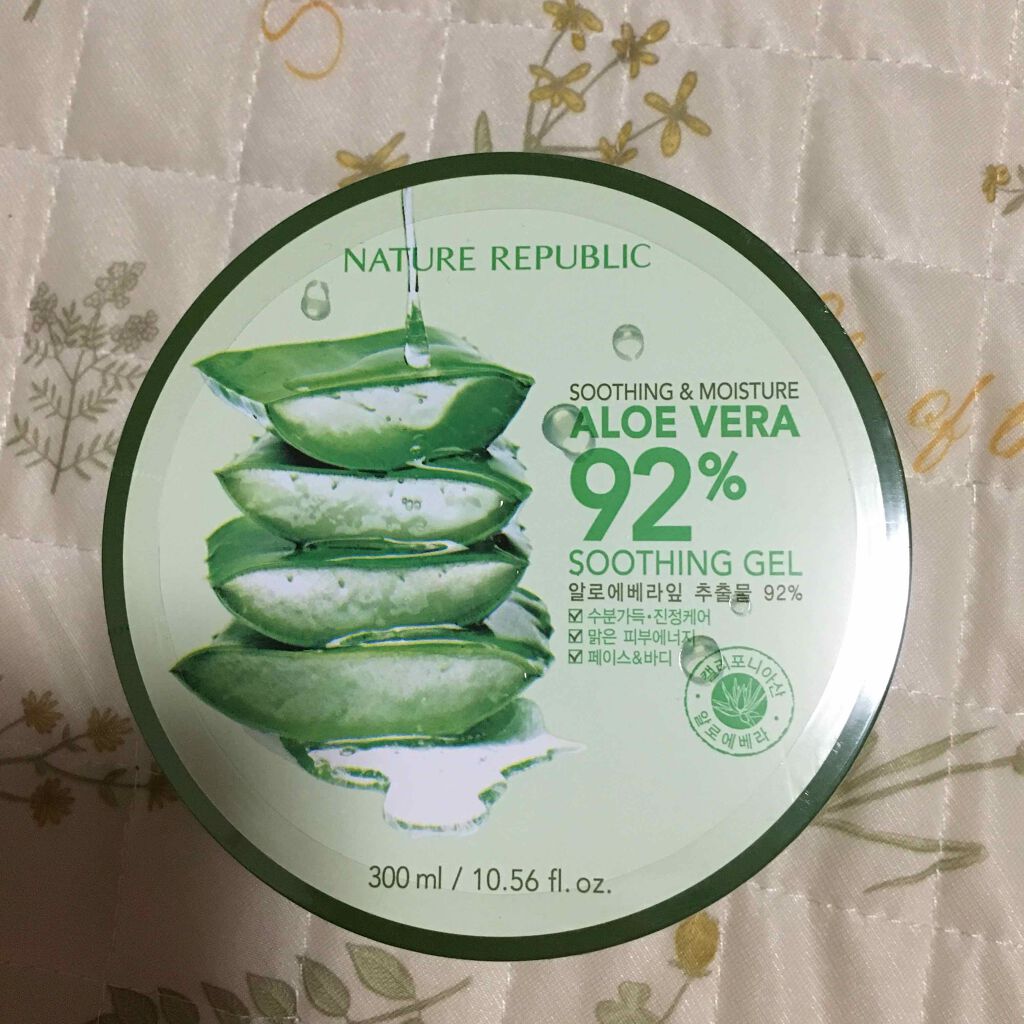 NATURE REPUBLIC
SOOTHING & MOISTURE
ALOE VERA
92%
SOOTHING GEL
알로에베라잎 추출물 92%
수분가득·진정케어
맑은 피부에너지
페이스&바디
캘리포니아산
알로에베라
300 ml / 10.56 fl. oz.
of